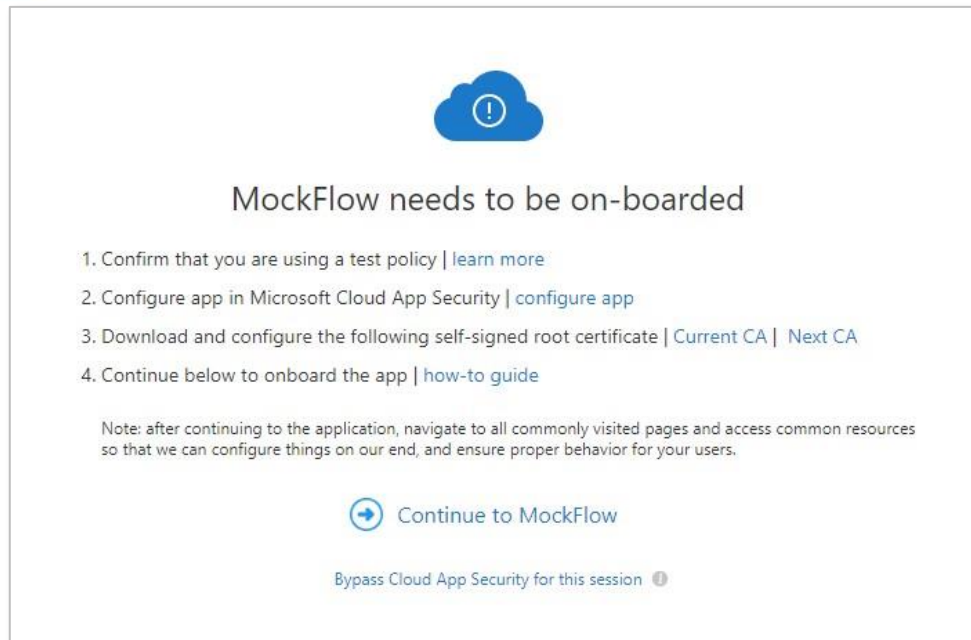 MockFlow needs to be on-boarded
1. Confirm that you are using a test policy | learn more
2. Configure app in Microsoft Cloud App Security | configure app
3. Download and configure the following self-signed root certificate | Current CA | Next CA
4. Continue below to onboard the app | how-to guide
Note: after continuing to the application, navigate to all commonly visited pages and access common resources
so that we can configure things on our end, and ensure proper behavior for your users.
Continue to MockFlow
Bypass Cloud App Security for this session